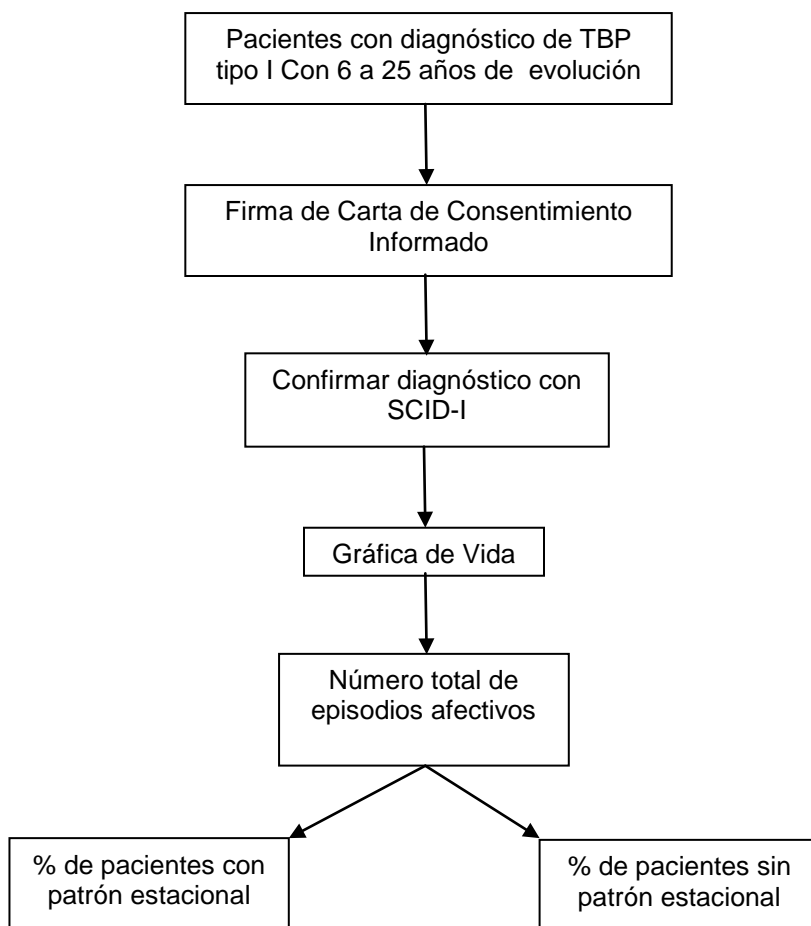 Pacientes con diagnóstico de TBP
tipo I Con 6 a 25 años de evolución
Firma de Carta de Consentimiento
Informado
Confirmar diagnóstico con
SCID-I
Gráfica de Vida
Número total de
episodios afectivos
% de pacientes con
patrón estacional
% de pacientes sin
patrón estacional